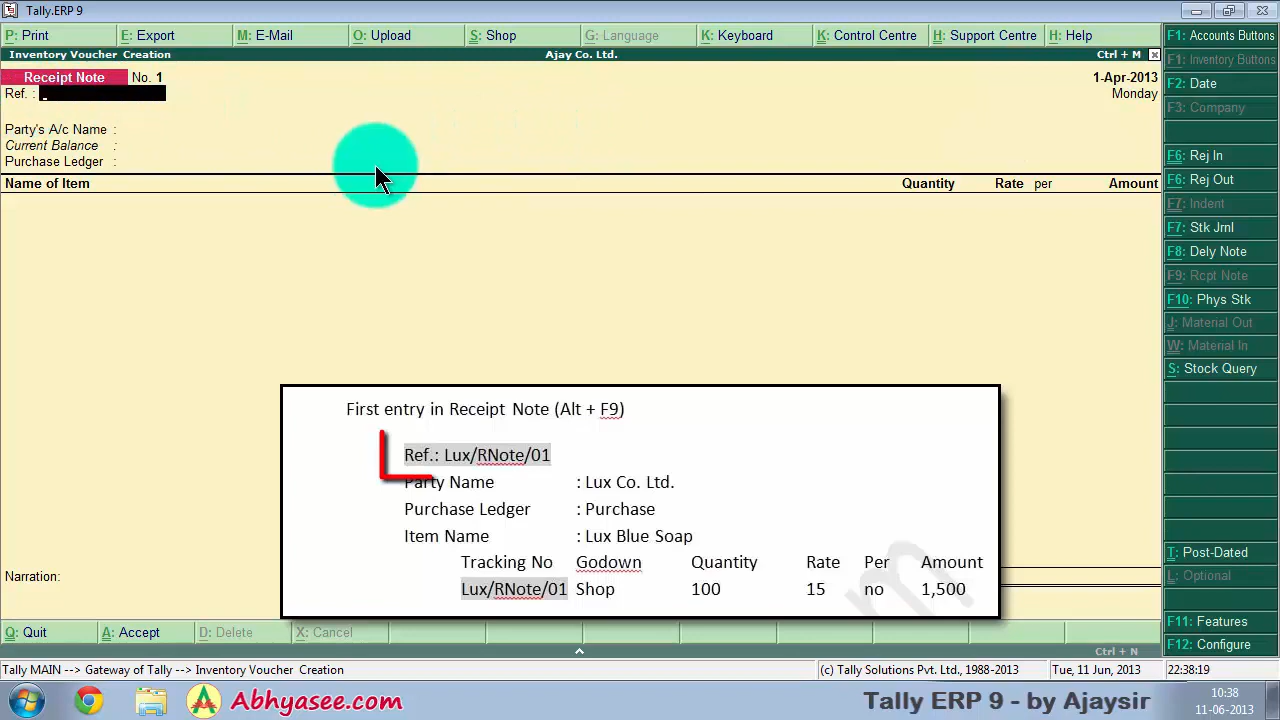 Tally.ERP 9
P: Print E: Export M: E-Mail O: Upload S: Shop G: Language K: Keyboard K: Control Centre H: Support Centre H: Help
Inventory Voucher Creation Ajay Co. Ltd. Ctrl + M
Receipt Note No. 1 1-Apr-2013
Ref. : Monday
Party's A/c Name :
Current Balance :
Purchase Ledger :
Name of Item Quantity Rate per Amount
F1: Accounts Buttons
F1: Inventory Buttons
F2: Date
F3: Company
F6: Rej In
F6: Rej Out
F7: Indent
F7: Stk Jrnl
F8: Dely Note
F9: Rcpt Note
F10: Phys Stk
J: Material Out
W: Material In
S: Stock Query
T: Post-Dated
L: Optional
F11: Features
F12: Configure
First entry in Receipt Note (Alt + F9)
Ref.: Lux/RNote/01
Party Name : Lux Co. Ltd.
Purchase Ledger : Purchase
Item Name : Lux Blue Soap
Tracking No Godown Quantity Rate Per Amount
Lux/RNote/01 Shop 100 15 no 1,500
m
Narration:
Q: Quit A: Accept D: Delete X: Cancel
Ctrl + N
Tally MAIN --> Gateway of Tally --> Inventory Voucher Creation (c) Tally Solutions Pvt. Ltd., 1988-2013 Tue, 11 Jun, 2013 22:38:19
Abhyasee.com Tally ERP 9 - by Ajaysir 10:38
11-06-2013